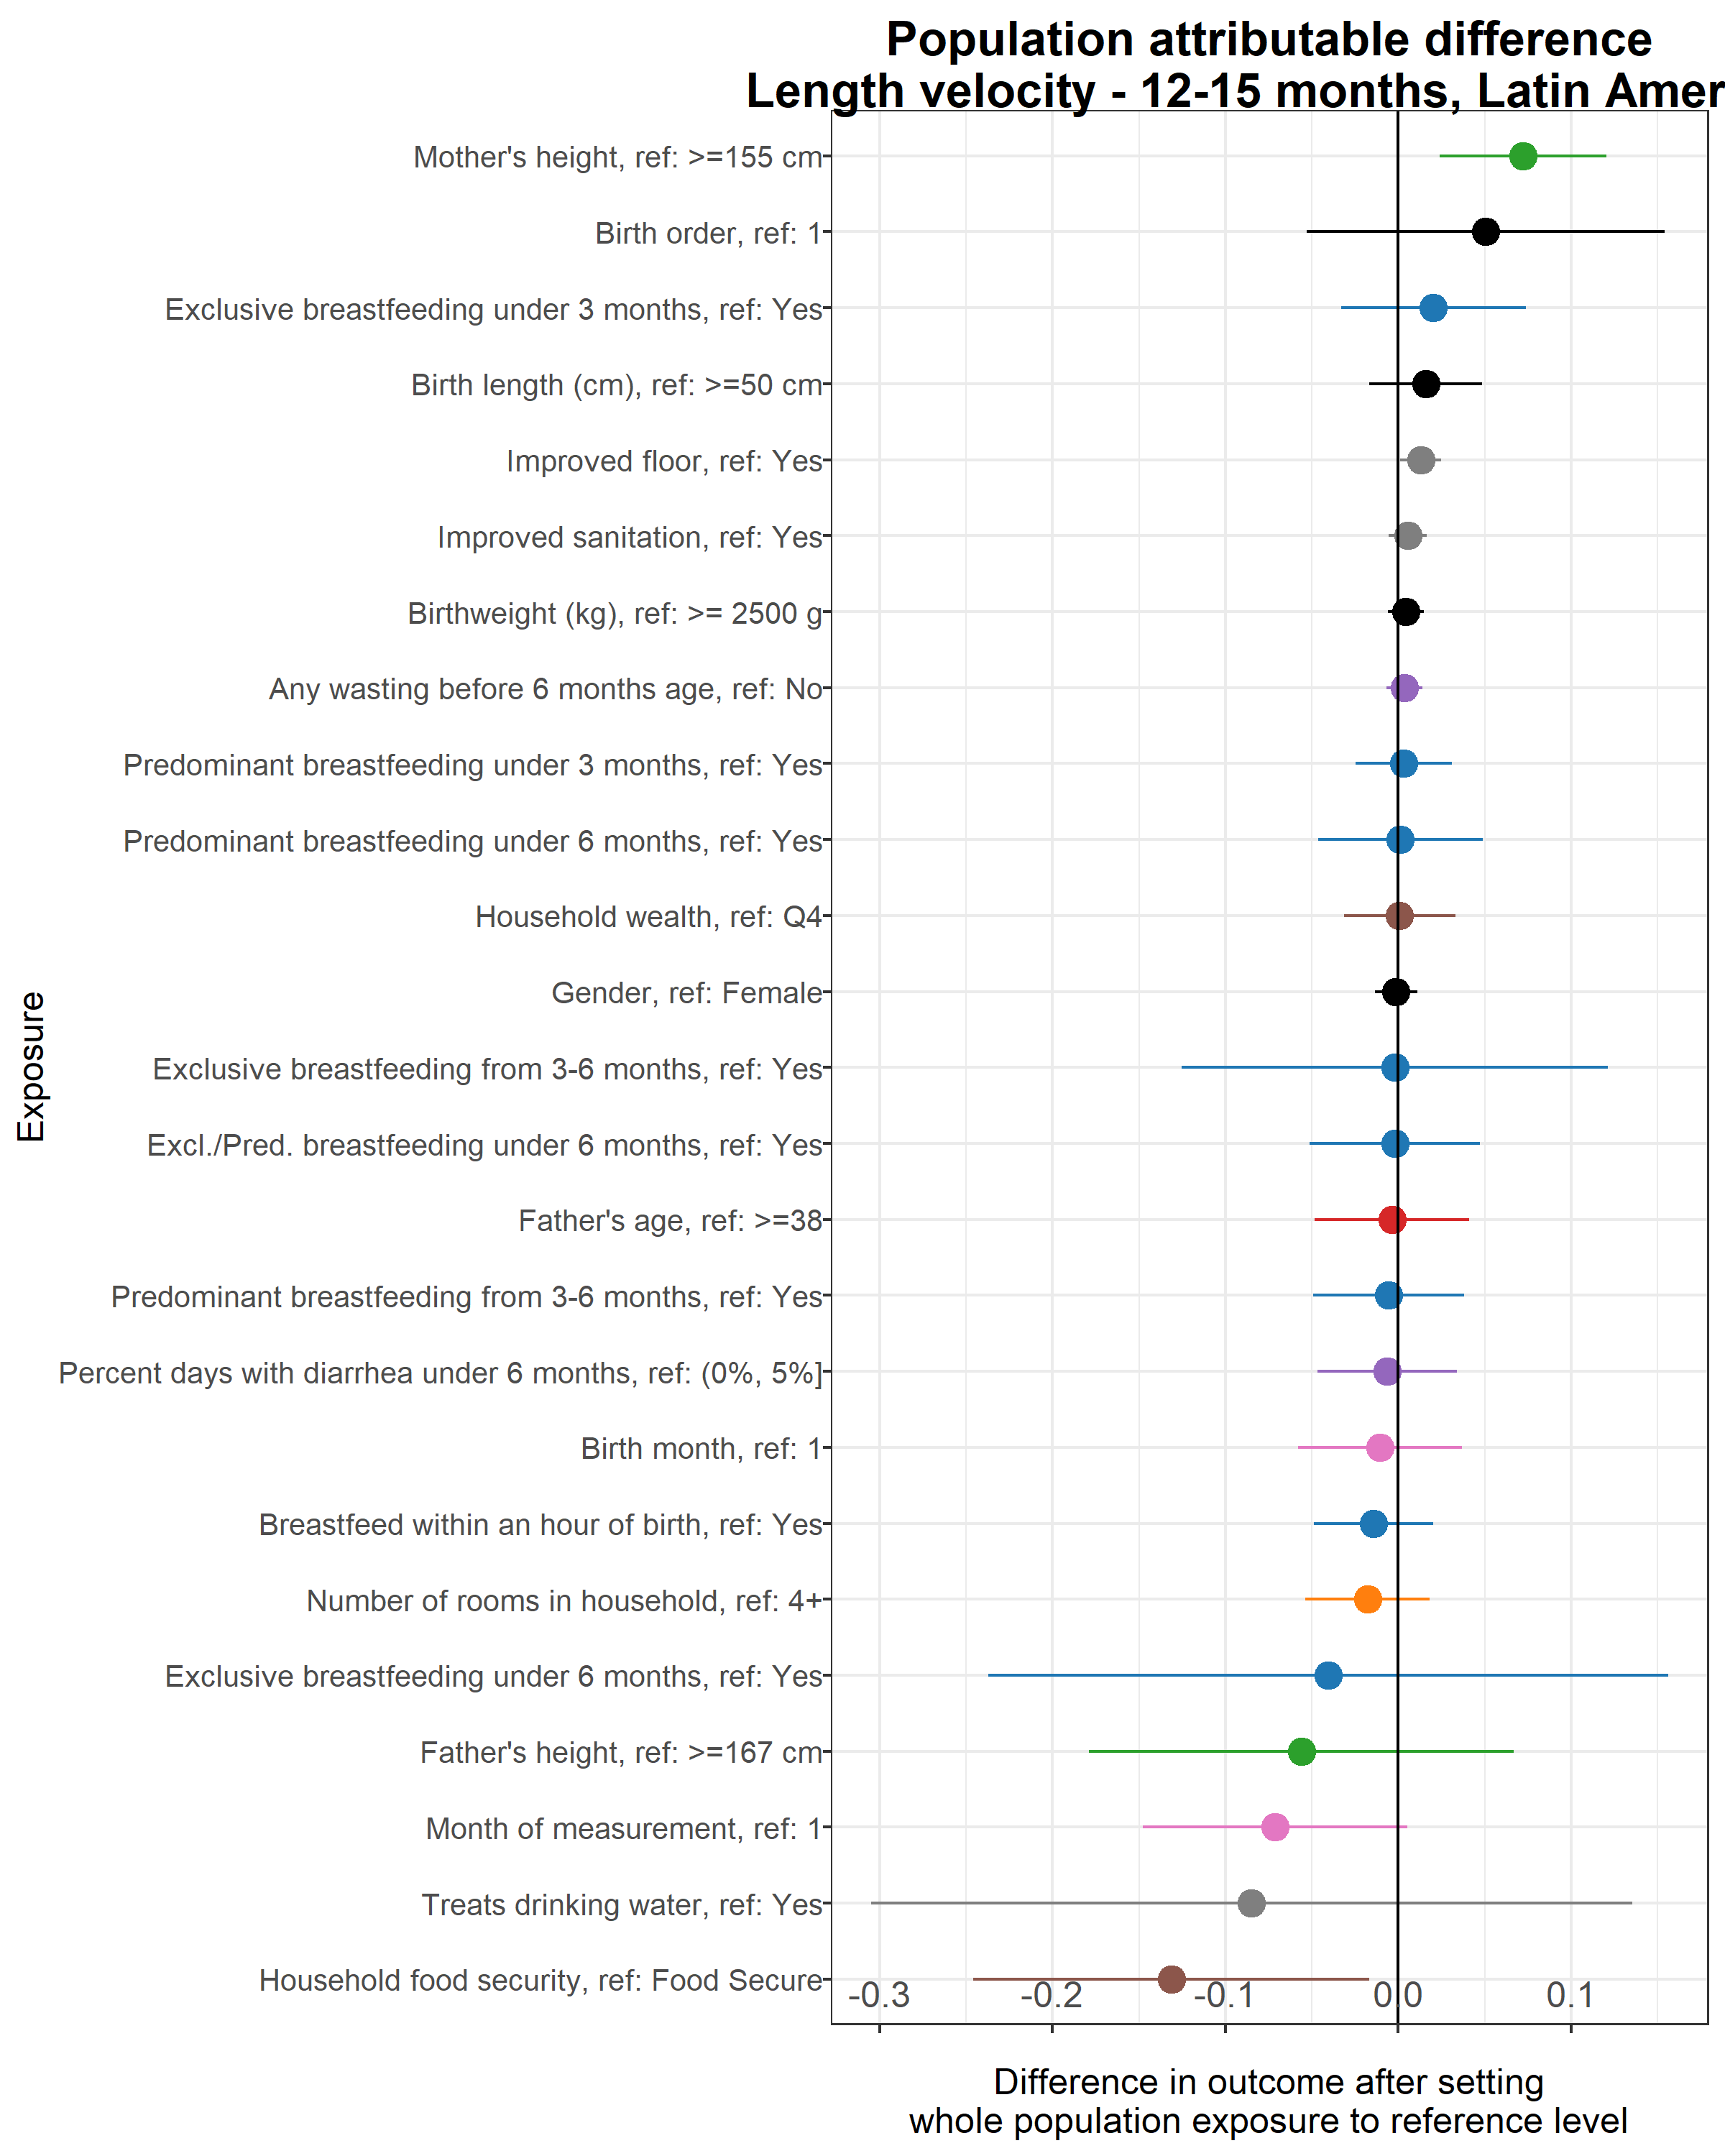 Population attributable difference
Length velocity - 12-15 months, Latin Amer
Mother's height, ref: >=155 cm
Birth order, ref: 1
Exclusive breastfeeding under 3 months, ref: Yes
Birth length (cm), ref: >=50 cm
Improved floor, ref: Yes
Improved sanitation, ref: Yes
Birthweight (kg), ref: >= 2500 g
Any wasting before 6 months age, ref: No
Predominant breastfeeding under 3 months, ref: Yes
Predominant breastfeeding under 6 months, ref: Yes
Household wealth, ref: Q4
Gender, ref: Female
Exclusive breastfeeding from 3-6 months, ref: Yes
Excl./Pred. breastfeeding under 6 months, ref: Yes
Father's age, ref: >=38
Predominant breastfeeding from 3-6 months, ref: Yes
Percent days with diarrhea under 6 months, ref: (0%, 5%]
Birth month, ref: 1
Breastfeed within an hour of birth, ref: Yes
Number of rooms in household, ref: 4+
Exclusive breastfeeding under 6 months, ref: Yes
Father's height, ref: >=167 cm
Month of measurement, ref: 1
Treats drinking water, ref: Yes
Household food security, ref: Food Secure
Exposure
-0.3 -0.2 -0.1 0.0 0.1
Difference in outcome after setting
whole population exposure to reference level